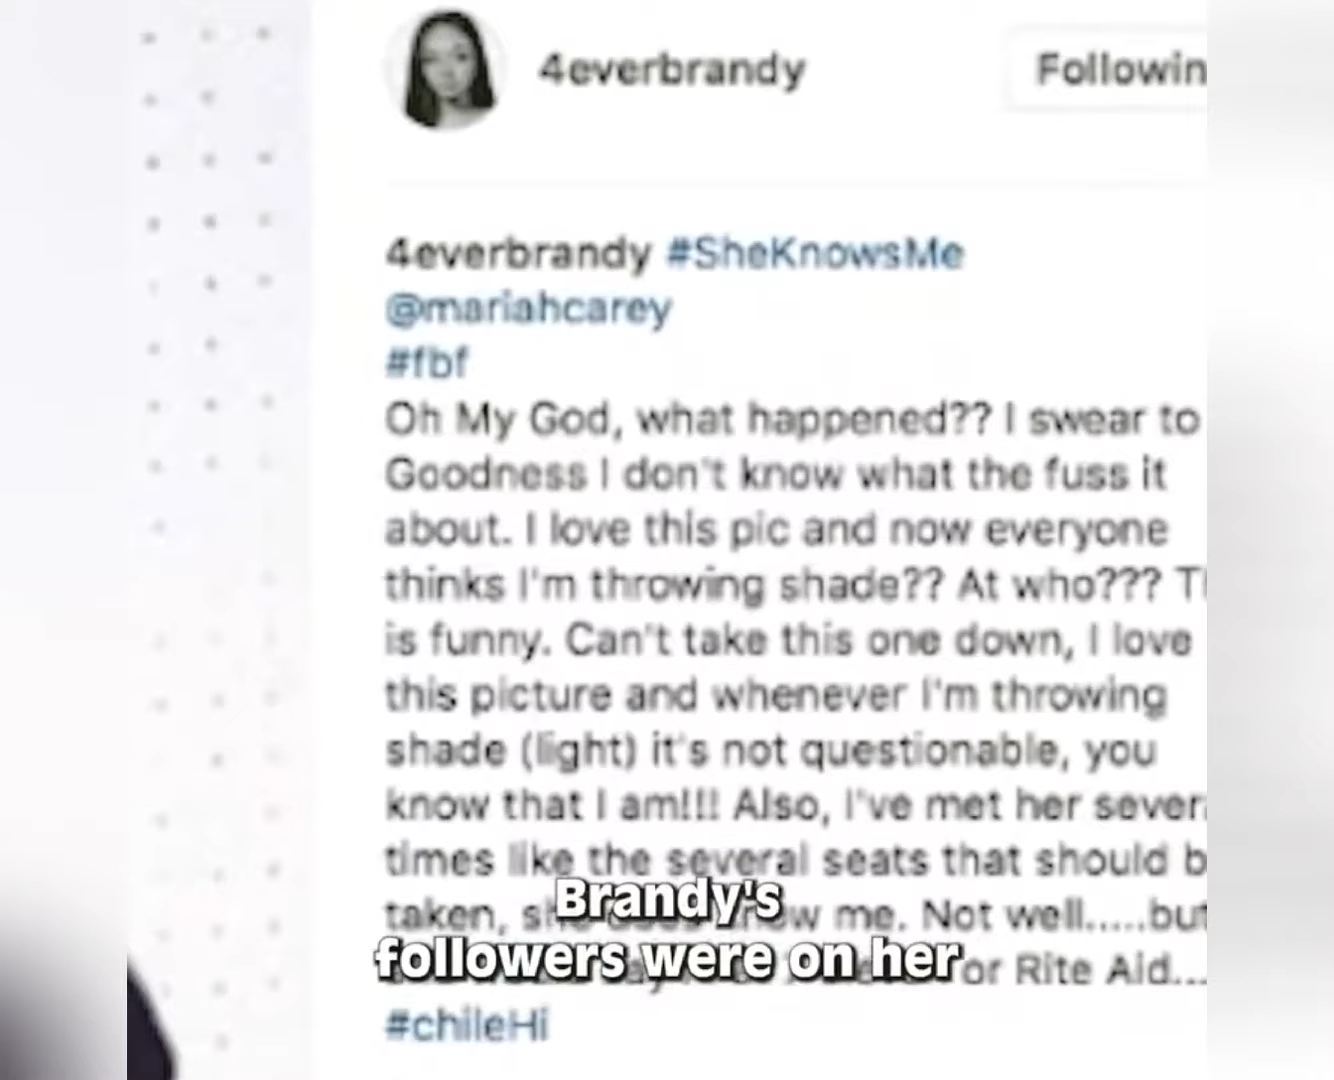 4everbrandy
Followin
4everbrandy #SheKnowsMe
@mariahcarey
#fbf
Oh My God, what happened?? I swear to
Goodness I don't know what the fuss it
about. I love this pic and now everyone
thinks I'm throwing shade?? At who??? T
is funny. Can't take this one down, I love
this picture and whenever I'm throwing
shade (light) it's not questionable, you
know that I am!!! Also, I've met her sever
times like the several seats that should b
taken, me. Not well.....but
or Rite Aid...
Brandy's
followers were on her
#chileHi